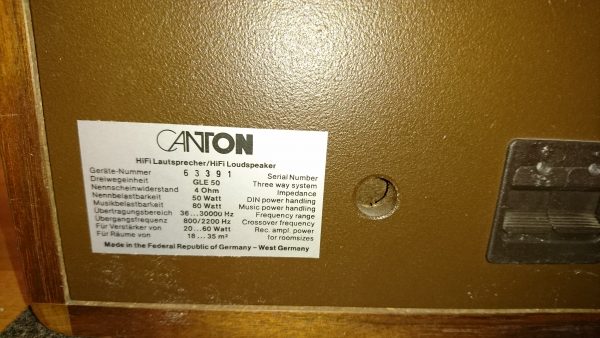 CANTON
HiFi Lautsprecher/HiFi Loudspeaker
Geräte-Nummer 63391 Serial Number
Dreiwegeinheit GLE 50 Three way system
Nennscheinwiderstand 4 Ohm Impedance
Nennbelastbarkeit 50 Watt DIN power handling
Musikbelastbarkeit 80 Watt Music power handling
Übertragungsbereich 36...30000 Hz Frequency range
Übergangsfrequenz 800/2200 Hz Crossover frequency
Für Verstärker von 20...60 Watt Rec. ampl. power
Für Räume von 18...35 m² for roomsizes
Made in the Federal Republic of Germany - West Germany